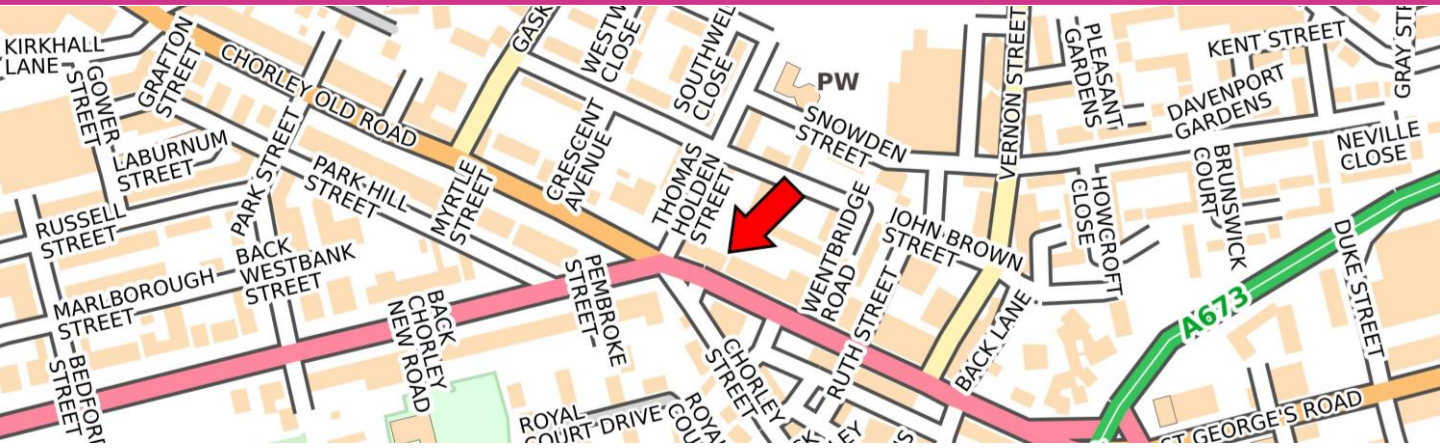 KIRKHALL
LANE
GOWER
STREET
GRAFTON
STREET
CHORLEY OLD ROAD
LABURNUM
STREET
RUSSELL
STREET
PARK STREET
PARK HILL
STREET
MARLBOROUGH
STREET
BACK
WESTBANK
STREET
BEDFORD
STREET
BACK
CHORLEY
NEW ROAD
MYRTLE
STREET
CLOSE
SOUTHWELL
CLOSE
CRESCENT
AVENUE
THOMAS
HOLDEN
STREET
PW
SNOWDEN
STREET
PEMBROKE
STREET
WENTBRIDGE
ROAD
JOHN BROWN
STREET
RUTH STREET
CHORLEY
STREET
ROYAL
COURT DRIVE
ROYAL
BACK LANE
VERNON STREET
PLEASANT
GARDENS
KENT STREET
DAVENPORT
GARDENS
NEVILLE
CLOSE
HOWCROFT
CLOSE
BRUNSWICK
COURT
DUKE STREET
A673
ST GEORGE'S ROAD